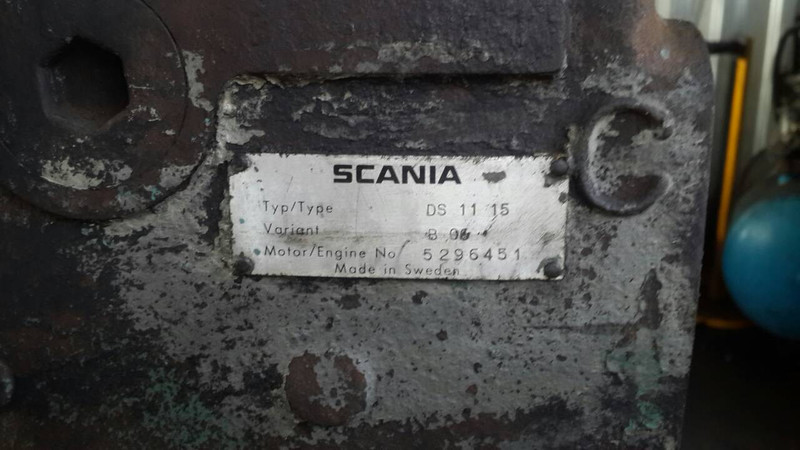 SCANIA
Typ/Type DS 11 15
Variant B
Motor/Engine No 5296451
Made in Sweden
C